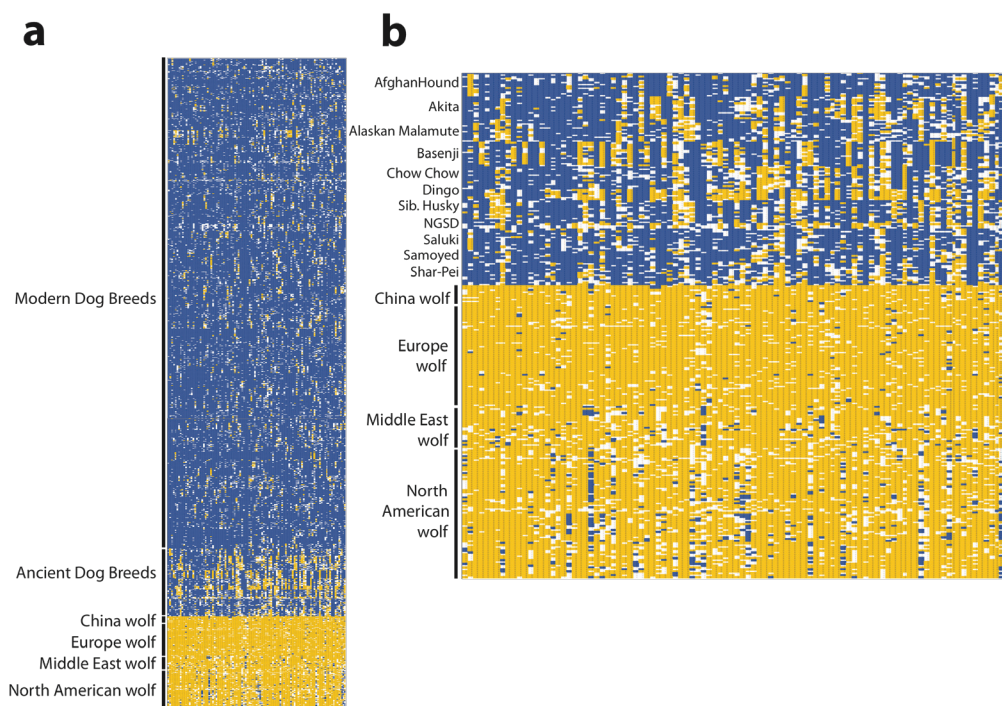 a
Modern Dog Breeds
Ancient Dog Breeds
China wolf
Europe wolf
Middle East wolf
North American wolf
b
AfghanHound
Akita
Alaskan Malamute
Basenji
Chow Chow
Dingo
Sib. Husky
NGSD
Saluki
Samoyed
Shar-Pei
China wolf
Europe
wolf
Middle East
wolf
North
American
wolf